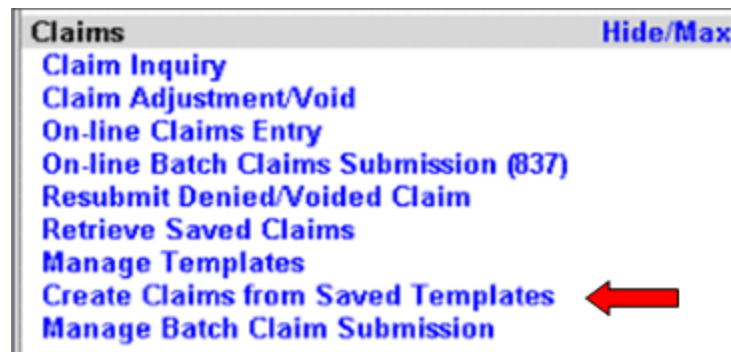 Claims Hide/Max
Claim Inquiry
Claim Adjustment/Void
On-line Claims Entry
On-line Batch Claims Submission (837)
Resubmit Denied/Voided Claim
Retrieve Saved Claims
Manage Templates
Create Claims from Saved Templates
Manage Batch Claim Submission